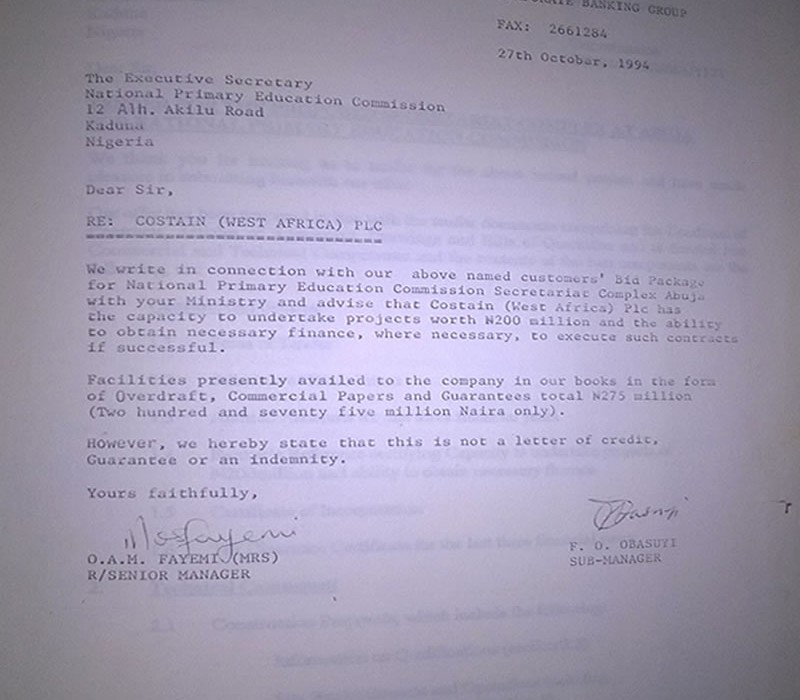 BANKING GROUP
FAX: 2661284
27th October, 1994
The Executive Secretary
National Primary Education Commission
12 Alh. Akilu Road
Kaduna
Nigeria
Dear Sir,
RE: COSTAIN (WEST AFRICA) PLC
We write in connection with our above named customers' Bid Package
for National Primary Education Commission Secretariat Complex Abuja
with your Ministry and advise that Costain (West Africa) Plc has
the capacity to undertake projects worth ₦200 million and the ability
to obtain necessary finance, where necessary, to execute such contracts
if successful.
Facilities presently availed to the company in our books in the form
of Overdraft, Commercial Papers and Guarantees total ₦275 million
(Two hundred and seventy five million Naira only).
However, we hereby state that this is not a letter of credit,
Guarantee or an indemnity.
Yours faithfully,
O.A.M. FAYEMI (MRS)
R/SENIOR MANAGER
F. O. OBASUYI
SUB-MANAGER